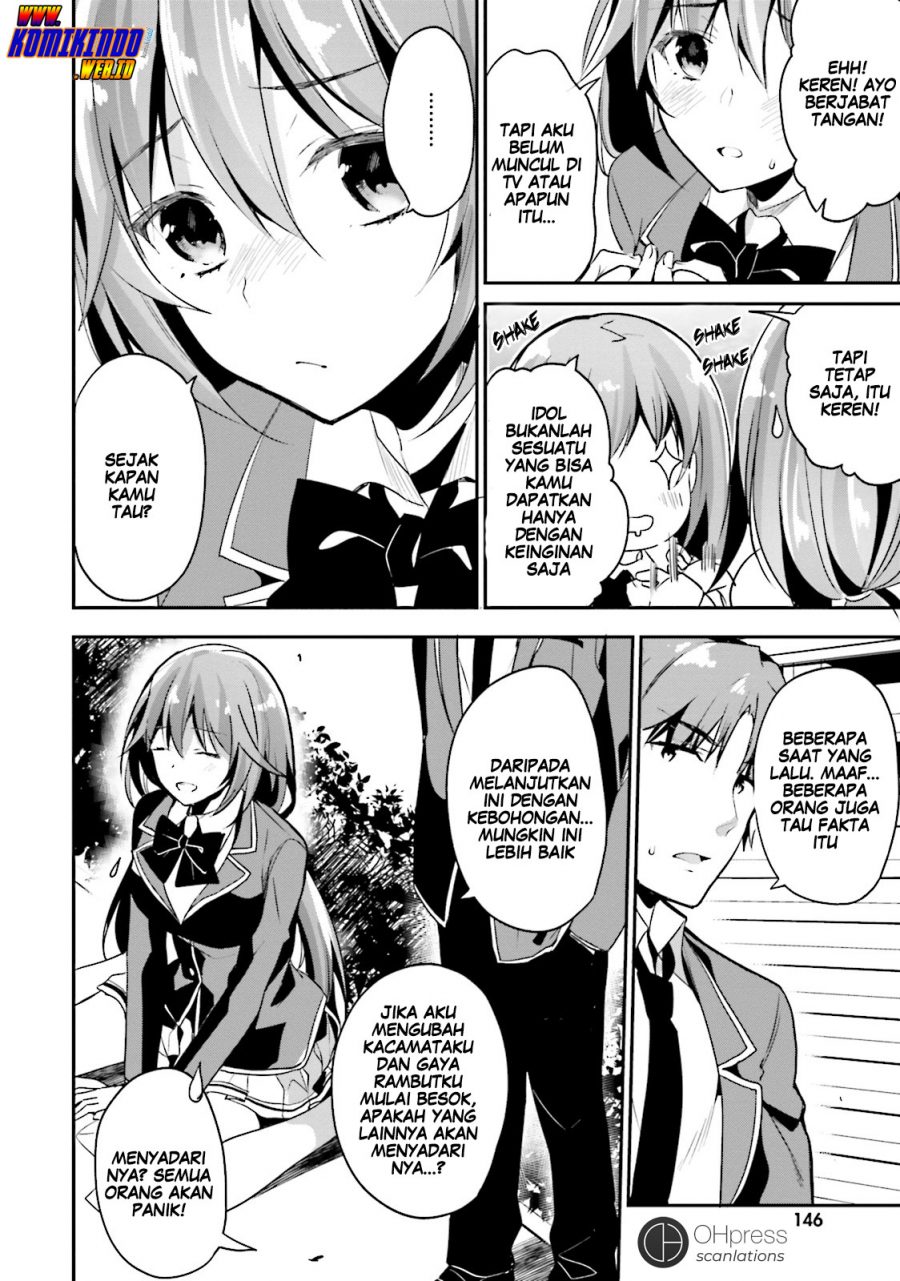 WWW.
KOMIKINDO
.WEB.ID
EHH!
KEREN! AYO
BERJABAT
TANGAN!
TAPI AKU
BELUM
MUNCUL DI
TV ATAU
APAPUN
ITU...
TAPI
TETAP
SAJA, ITU
KEREN!
SHAKE
SHAKE
SHAKE
IDOL
BUKANLAH
SESUATU
YANG BISA
KAMU
DAPATKAN
HANYA
DENGAN
KEINGINAN
SAJA
.........
SEJAK
KAPAN
KAMU
TAU?
BEBERAPA
SAAT YANG
LALU. MAAF...
BEBERAPA
ORANG JUGA
TAU FAKTA
ITU
DARIPADA
MELANJUTKAN
INI DENGAN
KEBOHONGAN...
MUNGKIN INI
LEBIH BAIK
JIKA AKU
MENGUBAH
KACAMATAKU
DAN GAYA
RAMBUTKU
MULAI BESOK,
APAKAH YANG
LAINNYA AKAN
MENYADARI
NYA...?
MENYADARI
NYA? SEMUA
ORANG AKAN
PANIK!
146
OHpress
scanlations